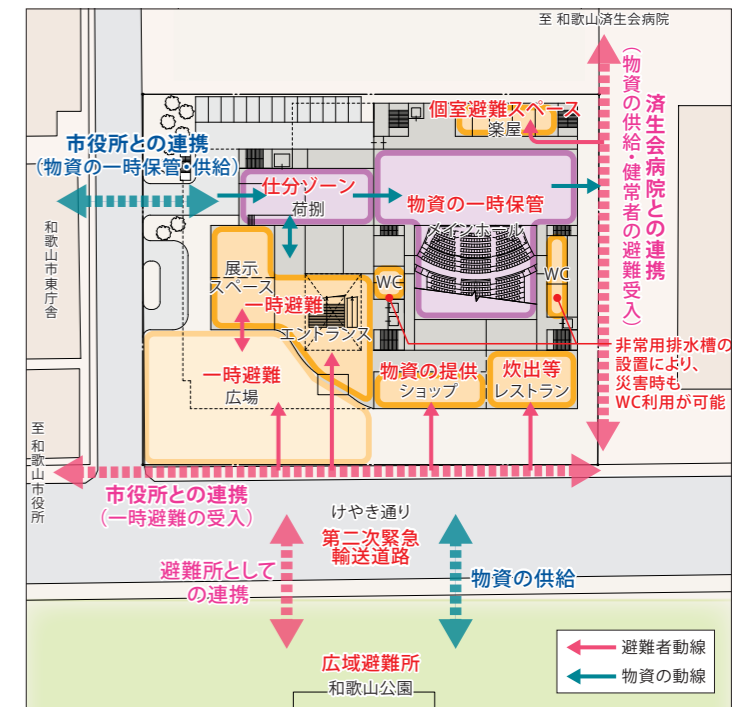 至 和歌山済生会病院
個室避難スペース
楽屋
市役所との連携
(物資の一時保管・供給)
仕分ゾーン
荷捌
物資の一時保管
メインホール
済生会病院との連携
(物資の供給・健常者の避難受入)
和歌山市東庁舎
展示
スペース
一時避難
エントランス
WC
WC
一時避難
広場
物資の提供
ショップ
炊出等
レストラン
非常用排水槽の
設置により、
災害時も
WC利用が可能
至 和歌山市役所
市役所との連携
(一時避難の受入)
けやき通り
第二次緊急
輸送道路
避難所として
の連携
物資の供給
広域避難所
和歌山公園
避難者動線
物資の動線